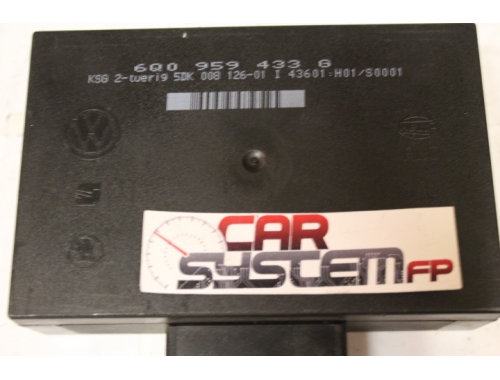 6Q0 959 433 G
KSG 2-tuerig 5DK 008 126-01 I 43601:H01/S0001
CAR
SYSTEM FP